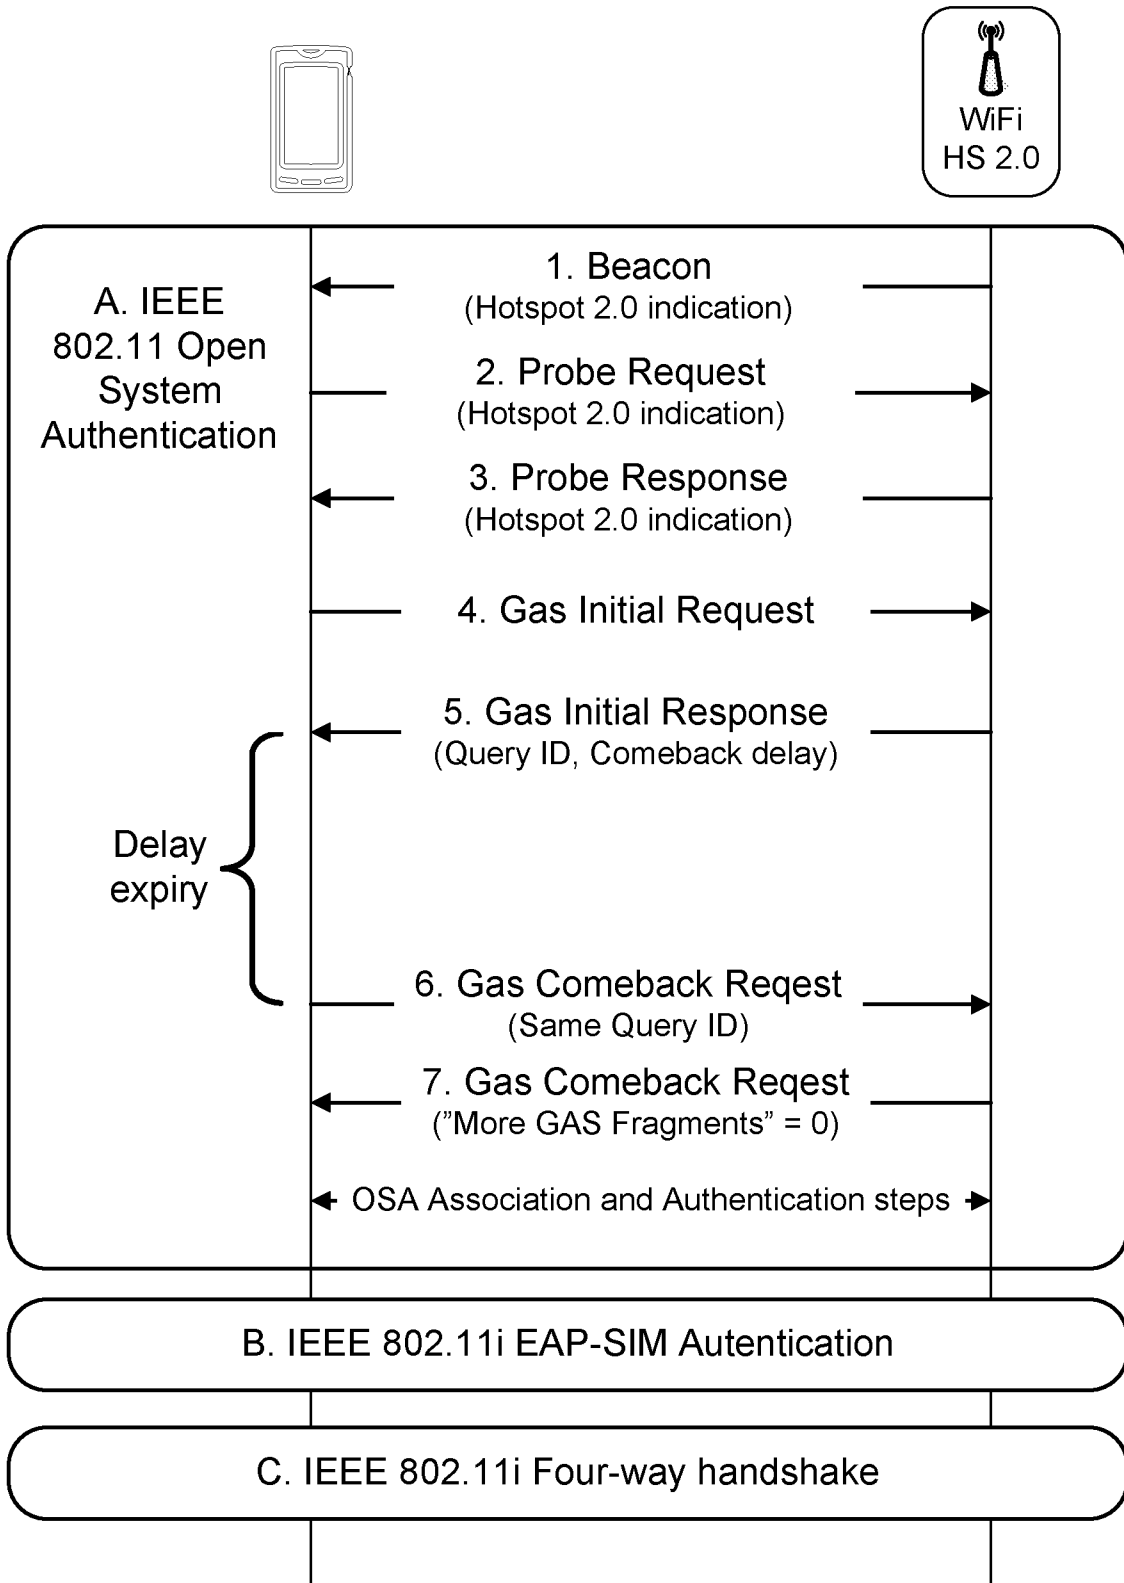 WiFi
HS 2.0
A. IEEE
802.11 Open
System
Authentication
1. Beacon
(Hotspot 2.0 indication)
2. Probe Request
(Hotspot 2.0 indication)
3. Probe Response
(Hotspot 2.0 indication)
4. Gas Initial Request
5. Gas Initial Response
(Query ID, Comeback delay)
Delay
expiry
6. Gas Comeback Reqest
(Same Query ID)
7. Gas Comeback Reqest
(”More GAS Fragments” = 0)
OSA Association and Authentication steps
B. IEEE 802.11i EAP-SIM Autentication
C. IEEE 802.11i Four-way handshake